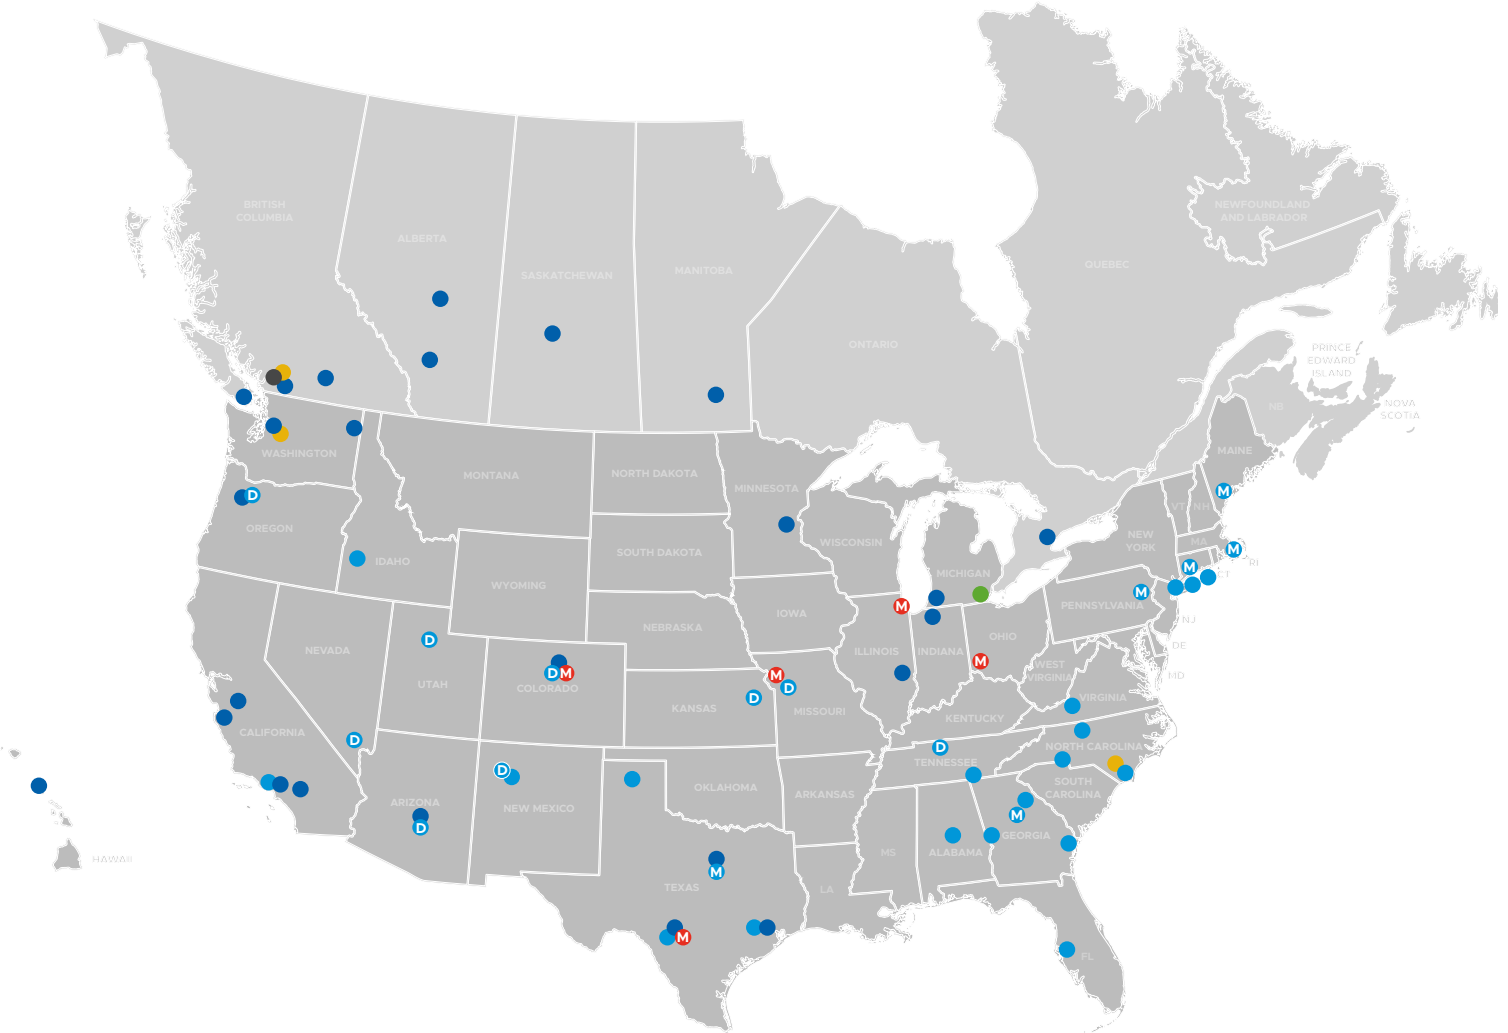 BRITISH
COLUMBIA
ALBERTA
SASKATCHEWAN
MANITOBA
ONTARIO
QUEBEC
NEWFOUNDLAND
AND LABRADOR
PRINCE
EDWARD
ISLAND
NB
NOVA
SCOTIA
WASHINGTON
MONTANA
NORTH DAKOTA
MINNESOTA
MAINE
OREGON
D
IDAHO
SOUTH DAKOTA
WISCONSIN
MICHIGAN
NEW
YORK
VT
NH
MA
M
M
M
CT
RI
WYOMING
IOWA
NEBRASKA
M
ILLINOIS
INDIANA
OHIO
M
PENNSYLVANIA
M
NJ
DE
MD
NEVADA
D
UTAH
COLORADO
D
M
KANSAS
D
M
D
MISSOURI
WEST
VIRGINIA
VIRGINIA
KENTUCKY
CALIFORNIA
D
D
TENNESSEE
NORTH CAROLINA
SOUTH
CAROLINA
ARIZONA
D
D
NEW MEXICO
OKLAHOMA
ARKANSAS
M
GEORGIA
MS
ALABAMA
HAWAII
TEXAS
M
LA
M
FL